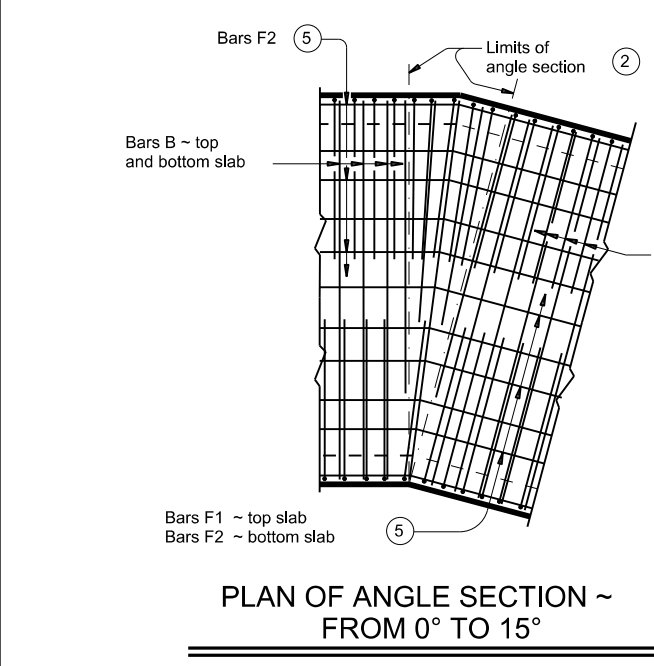 Bars F2 5
Limits of
angle section 2
Bars B ~ top
and bottom slab
Bars F1 ~ top slab
Bars F2 ~ bottom slab
5
PLAN OF ANGLE SECTION ~
FROM 0° TO 15°